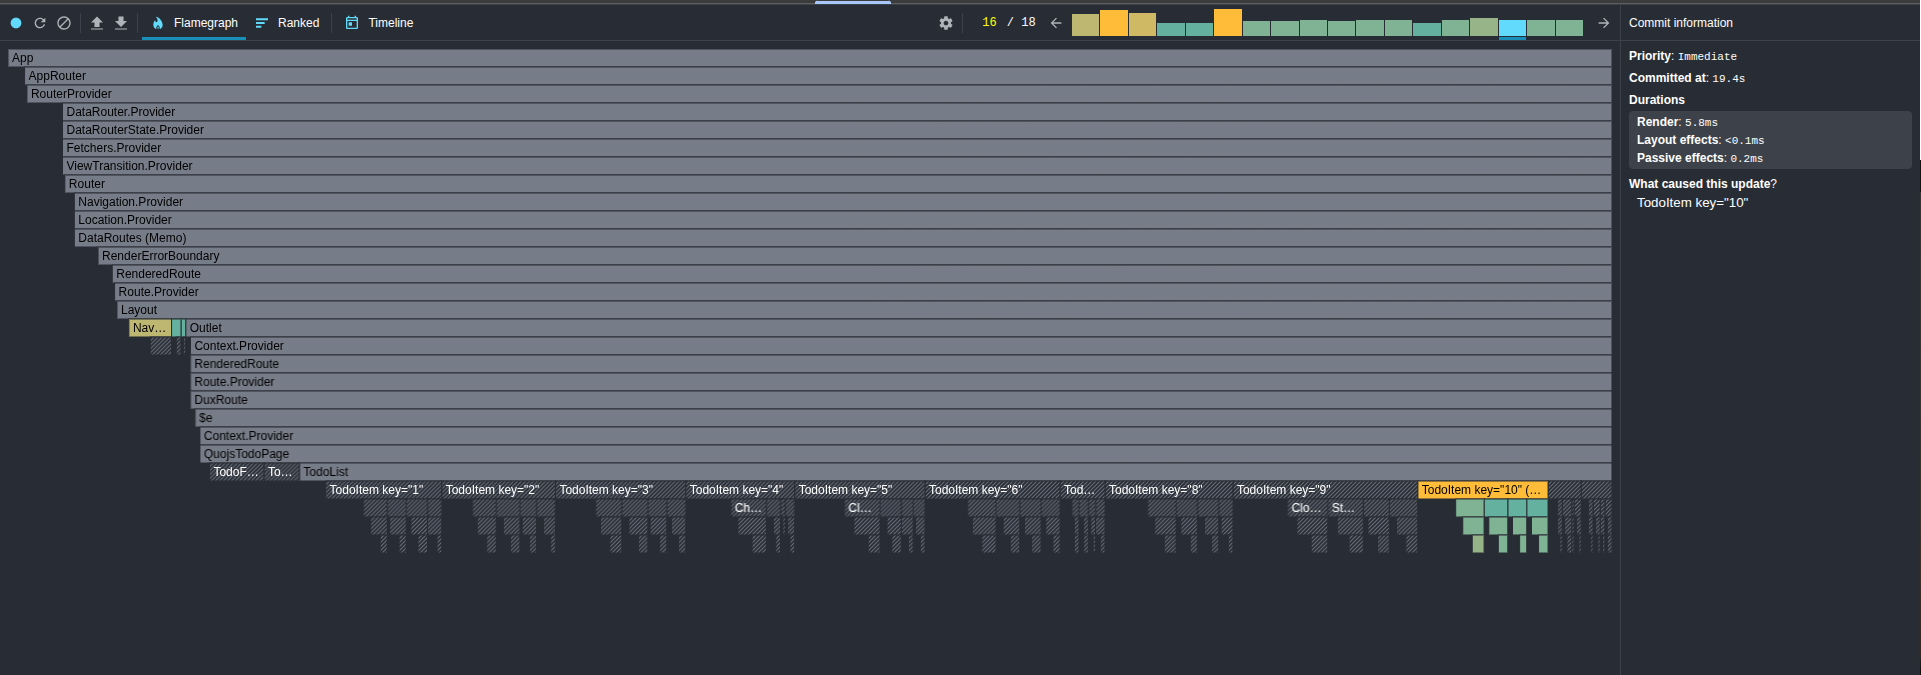 Flamegraph Ranked Timeline 16 / 18 Commit information
App
AppRouter
RouterProvider
DataRouter.Provider
DataRouterState.Provider
Fetchers.Provider
ViewTransition.Provider
Router
Navigation.Provider
Location.Provider
DataRoutes (Memo)
RenderErrorBoundary
RenderedRoute
Route.Provider
Layout
Nav… Outlet
Context.Provider
RenderedRoute
Route.Provider
DuxRoute
$e
Context.Provider
QuojsTodoPage
TodoF… To… TodoList
TodoItem key="1" TodoItem key="2" TodoItem key="3" TodoItem key="4" TodoItem key="5" TodoItem key="6" Tod… TodoItem key="8" TodoItem key="9" TodoItem key="10" (…
Ch… Cl… Clo… St…
Priority: Immediate
Committed at: 19.4s
Durations
Render: 5.8ms
Layout effects: <0.1ms
Passive effects: 0.2ms
What caused this update?
TodoItem key="10"